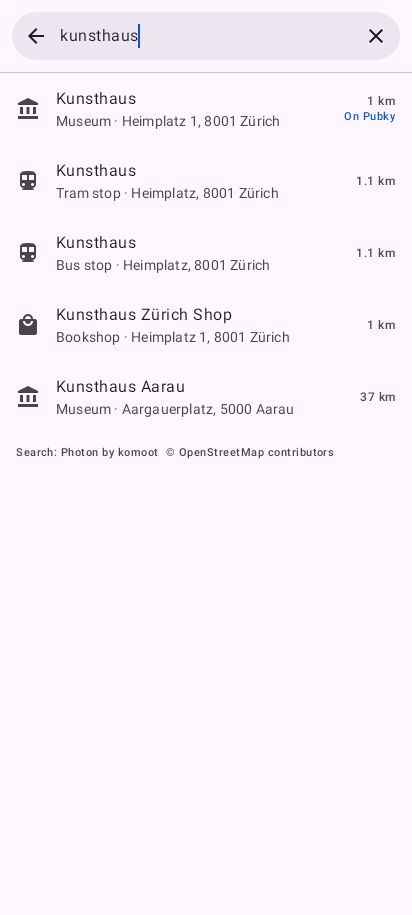 kunsthaus
Kunsthaus
1 km
Museum · Heimplatz 1, 8001 Zürich
On Pubky
Kunsthaus
Tram stop · Heimplatz, 8001 Zürich
1.1 km
Kunsthaus
Bus stop · Heimplatz, 8001 Zürich
1.1 km
Kunsthaus Zürich Shop
Bookshop · Heimplatz 1, 8001 Zürich
1 km
Kunsthaus Aarau
Museum · Aargauerplatz, 5000 Aarau
37 km
Search: Photon by komoot © OpenStreetMap contributors